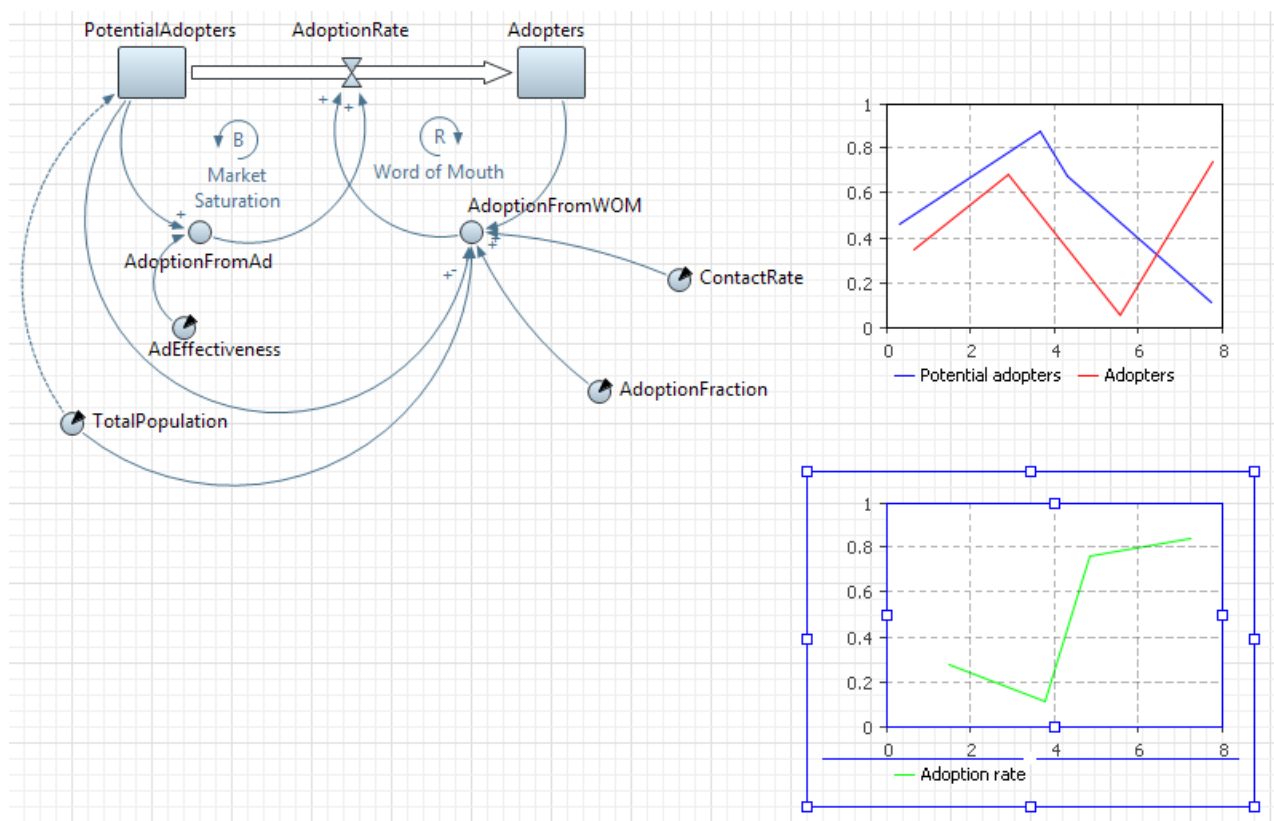 PotentialAdopters
AdoptionRate
Adopters
+
+
B
Market
Saturation
R
Word of Mouth
+
AdoptionFromAd
AdoptionFromWOM
+
+
+
-
ContactRate
AdEffectiveness
AdoptionFraction
TotalPopulation
1
0.8
0.6
0.4
0.2
0
0 2 4 6 8
Potential adopters Adopters
1
0.8
0.6
0.4
0.2
0
0 2 4 6 8
Adoption rate